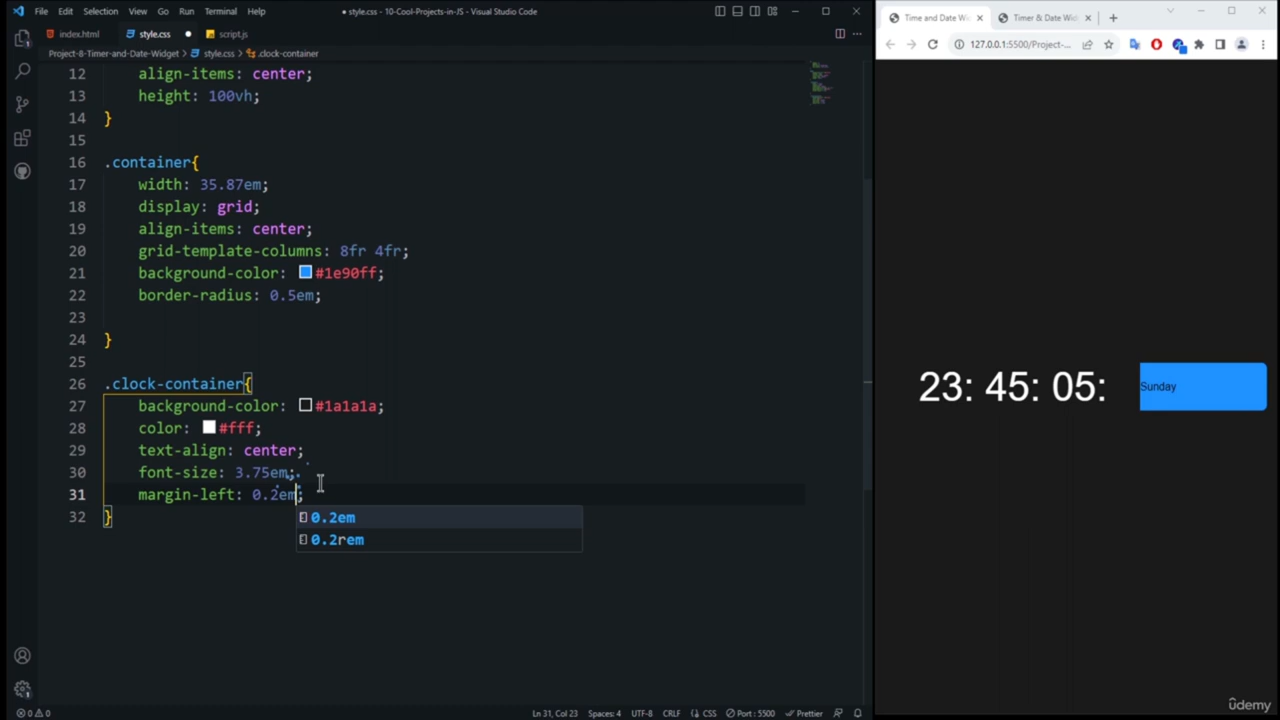 File Edit Selection View Go Run Terminal Help
● style.css - 10-Cool-Projects-in-JS - Visual Studio Code
index.html style.css ● script.js
Project-8-Timer-and-Date-Widget > style.css > .clock-container
12 align-items: center;
13 height: 100vh;
14 }
15
16 .container{
17 width: 35.87em;
18 display: grid;
19 align-items: center;
20 grid-template-columns: 8fr 4fr;
21 background-color: #1e90ff;
22 border-radius: 0.5em;
23
24 }
25
26 .clock-container{
27 background-color: #1a1a1a;
28 color: #fff;
29 text-align: center;
30 font-size: 3.75em;
31 margin-left: 0.2em;
32 }
0.2em
0.2rem
0 0 Ln 31, Col 23 Spaces: 4 UTF-8 CRLF {} CSS Port : 5500 Prettier
Time and Date Wi Timer & Date Wid
127.0.0.1:5500/Project-...
23: 45: 05:
Sunday
ûdemy